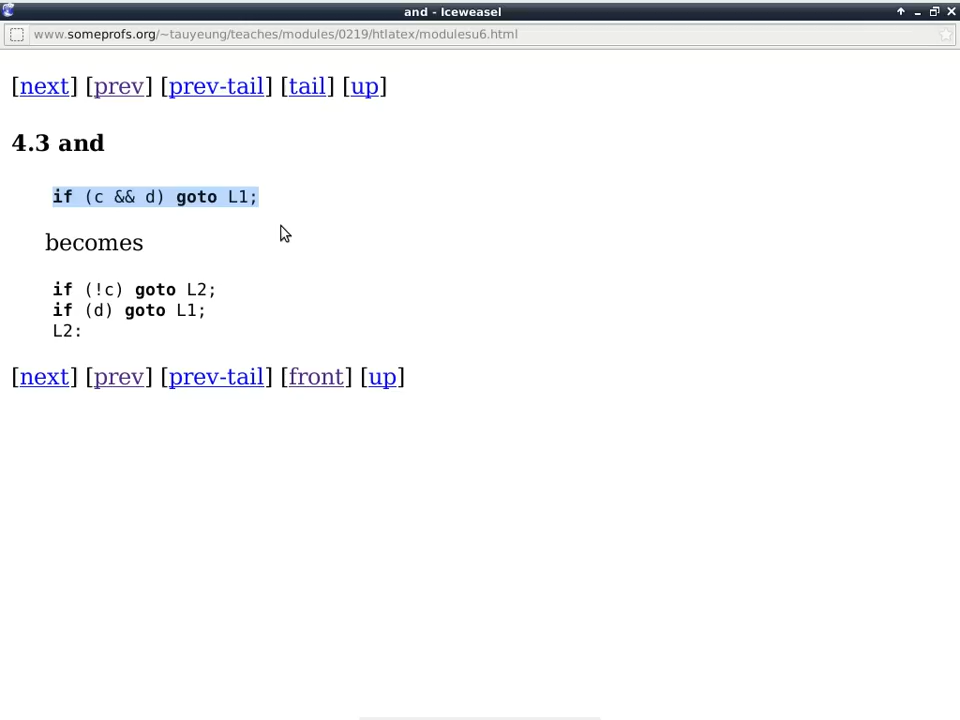 and - Iceweasel
www.someprofs.org/~tauyeung/teaches/modules/0219/htlatex/modulesu6.html
[next] [prev] [prev-tail] [tail] [up]
4.3 and
if (c && d) goto L1;
becomes
if (!c) goto L2;
if (d) goto L1;
L2:
[next] [prev] [prev-tail] [front] [up]